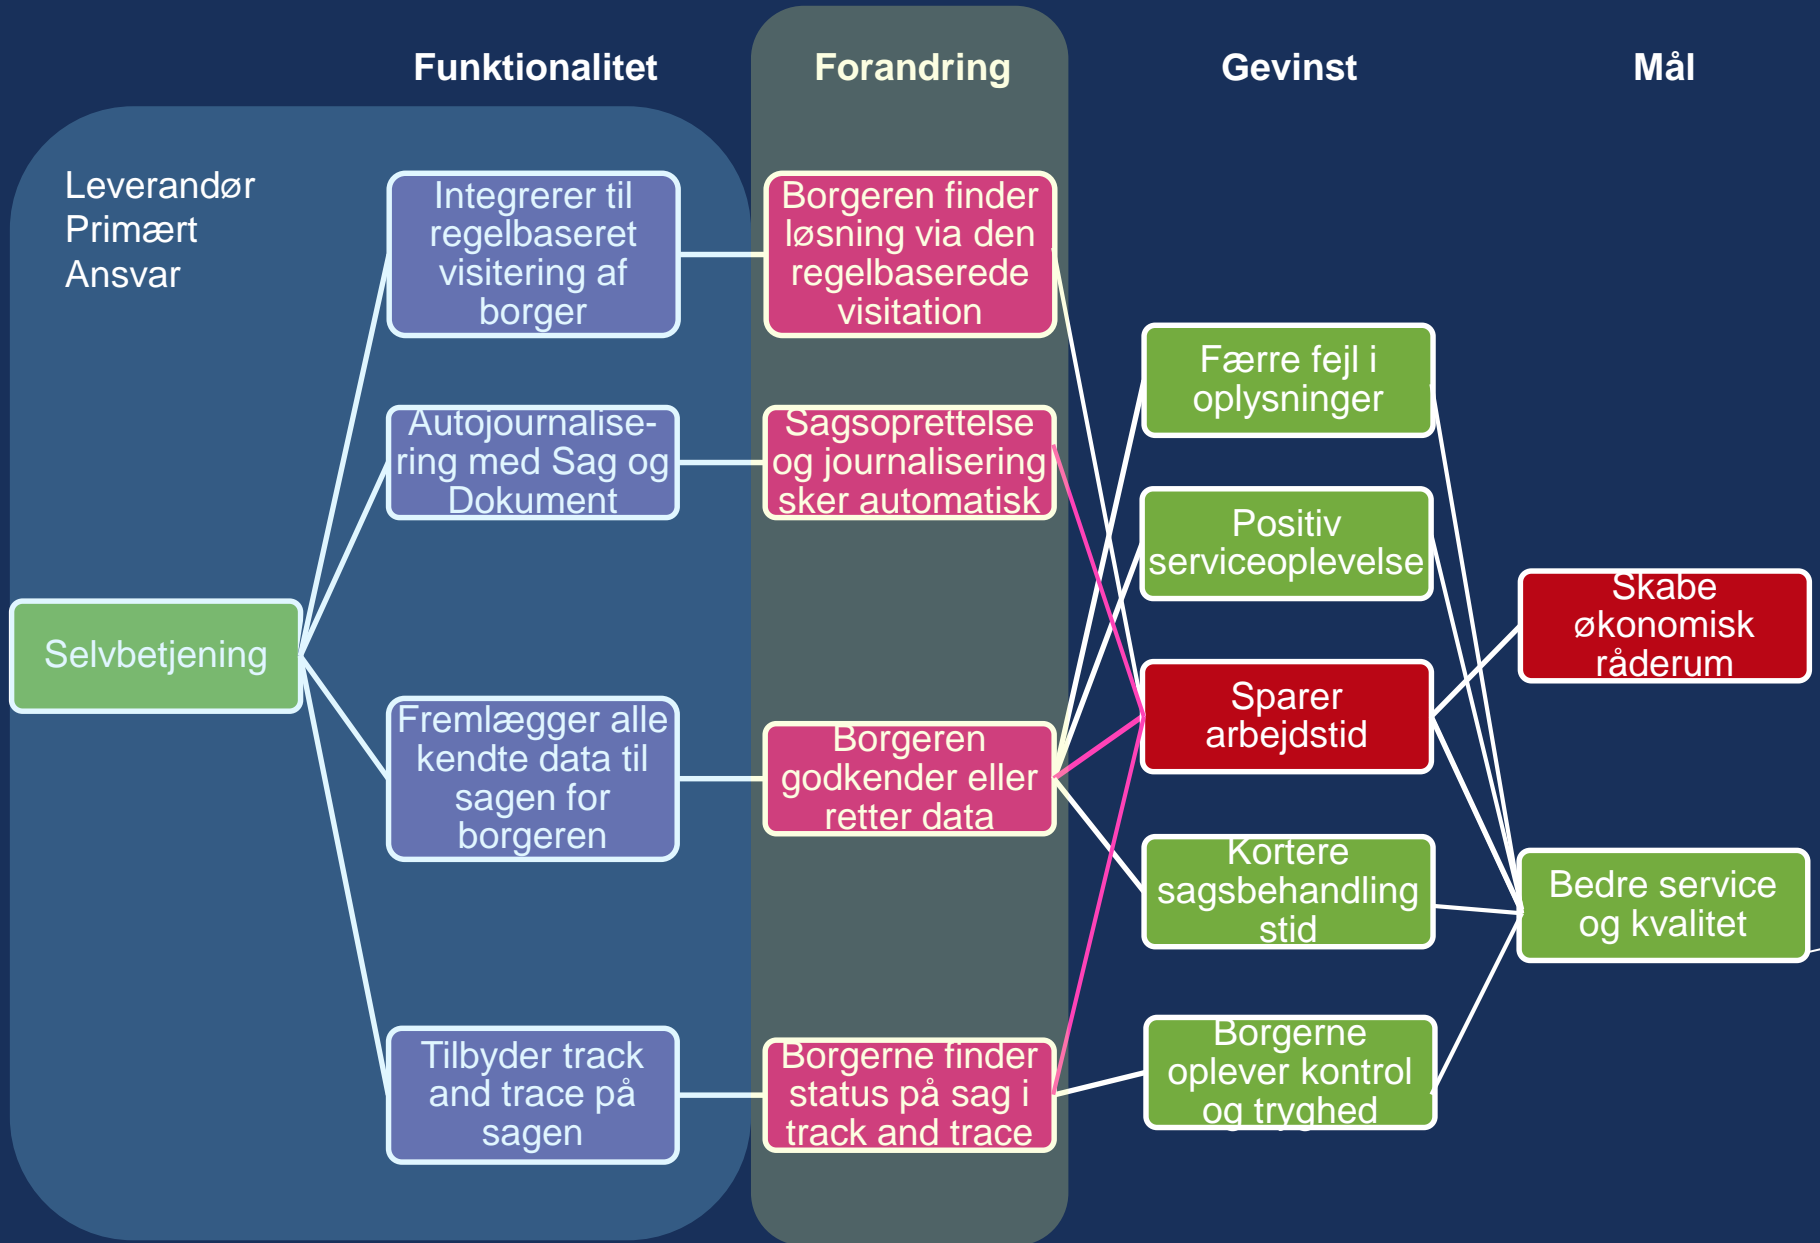 Funktionalitet
Forandring
Gevinst
Mål
Leverandør
Primært
Ansvar
Selvbetjening
Integrerer til
regelbaseret
visitering af
borger
Autojournalise-
ring med Sag og
Dokument
Fremlægger alle
kendte data til
sagen for
borgeren
Tilbyder track
and trace på
sagen
Borgeren finder
løsning via den
regelbaserede
visitation
Sagsoprettelse
og journalisering
sker automatisk
Borgeren
godkender eller
retter data
Borgerne finder
status på sag i
track and trace
Færre fejl i
oplysninger
Positiv
serviceoplevelse
Sparer
arbejdstid
Kortere
sagsbehandling
stid
Borgerne
oplever kontrol
og tryghed
Skabe
økonomisk
råderum
Bedre service
og kvalitet